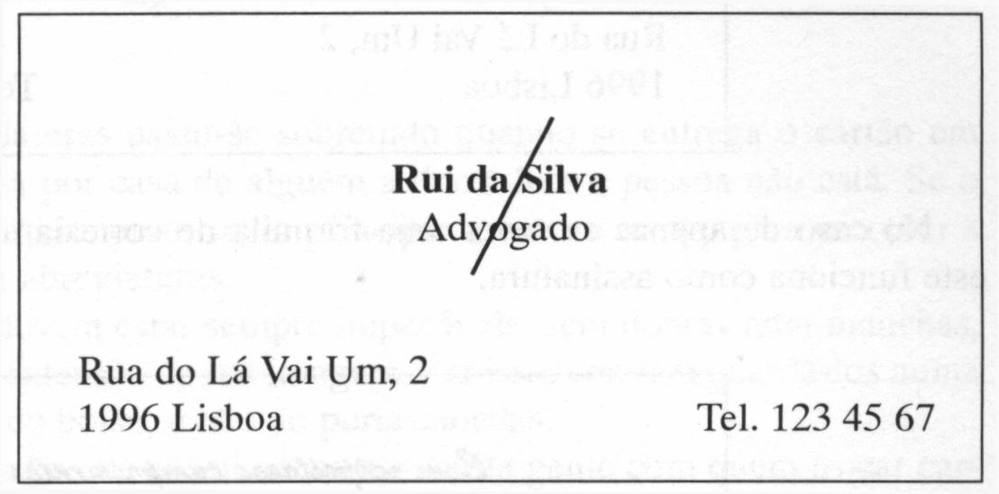 Rui da Silva
Advogado
Rua do Lá Vai Um, 2
1996 Lisboa
Tel. 123 45 67